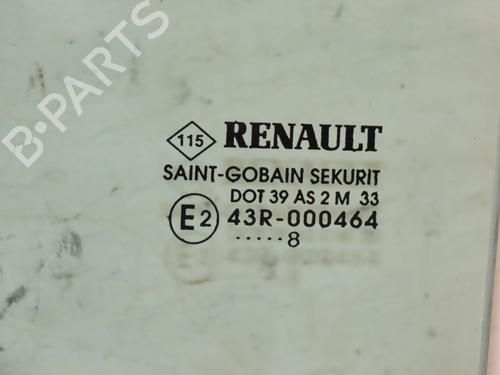 B-PARTS
115 RENAULT
SAINT-GOBAIN SEKURIT
DOT 39 AS 2 M 33
E2 43R-000464
.....8